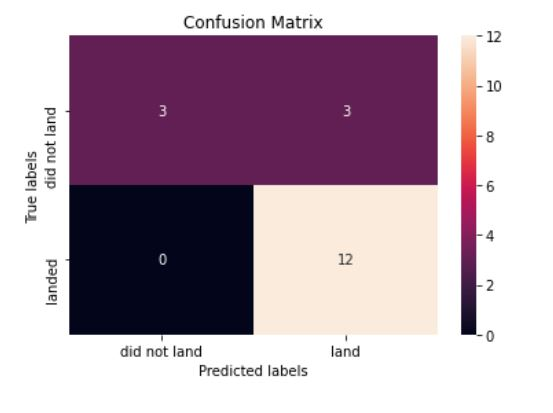 Confusion Matrix
True labels
did not land
landed
3
3
0
12
did not land
land
Predicted labels
12
10
8
6
4
2
0